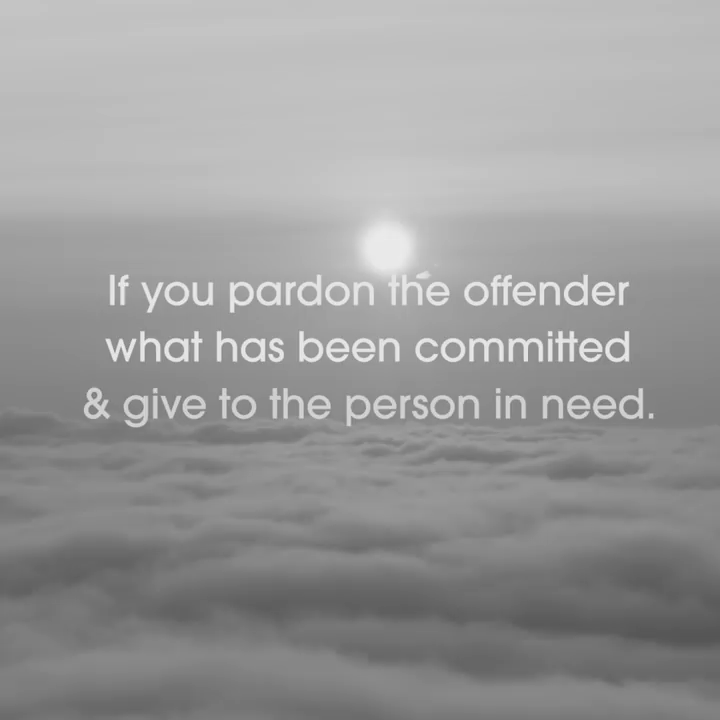 If you pardon the offender
what has been committed
& give to the person in need.